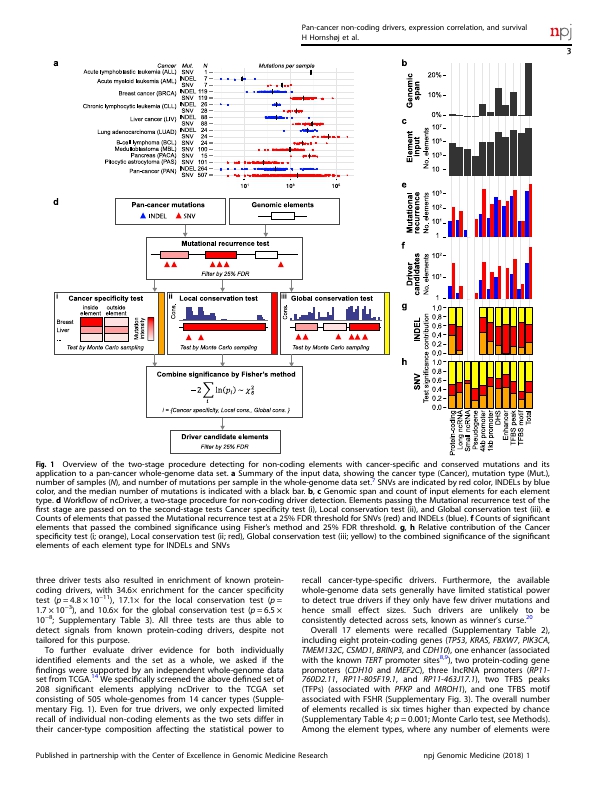 Pan-cancer non-coding drivers, expression correlation, and survival
H Hornshøj et al.
npj
3
a
Cancer Mut. N Mutations per sample
Acute lymphoblastic leukemia (ALL) SNV 1
Acute myeloid leukemia (AML) INDEL 7
SNV 7
Breast cancer (BRCA) INDEL 119
SNV 119
Chronic lymphocytic leukemia (CLL) INDEL 26
SNV 28
Liver cancer (LIV) INDEL 88
SNV 88
Lung adenocarcinoma (LUAD) INDEL 24
SNV 24
B-cell lymphoma (BCL) SNV 24
Medulloblastoma (MBL) SNV 100
Pancreas (PACA) SNV 15
Pilocytic astrocytoma (PAS) SNV 101
Pan-cancer (PAN) INDEL 264
SNV 507
b
Genomic
span
20%
10%
0%
c
Element
input
No. elements
10
e
Mutational
recurrence
No. elements
1
f
Driver
candidates
No. elements
1
g
INDEL
1.0
0.8
0.6
0.4
0.2
0.0
h
SNV
Test significance contribution
1.0
0.8
0.6
0.4
0.2
0.0
Protein-coding
Long ncRNA
Small ncRNA
Pseudogene
4kb promoter
1kb promoter
DHS
Enhancer
TFBS peak
TFBS motif
Total
d
Pan-cancer mutations
INDEL SNV
Genomic elements
Mutational recurrence test
Filter by 25% FDR
i
Cancer specificity test
inside
element
outside
element
Breast
Liver
...
Mutation
intensity
Test by Monte Carlo sampling
ii
Local conservation test
Cons.
Test by Monte Carlo sampling
iii
Global conservation test
Cons.
Test by Monte Carlo sampling
Combine significance by Fisher's method
i = {Cancer specificity, Local cons., Global cons. }
Driver candidate elements
Filter by 25% FDR
Fig. 1 Overview of the two-stage procedure detecting for non-coding elements with cancer-specific and conserved mutations and its
application to a pan-cancer whole-genome data set. a Summary of the input data, showing the cancer type (Cancer), mutation type (Mut.),
number of samples (N), and number of mutations per sample in the whole-genome data set.7 SNVs are indicated by red color, INDELs by blue
color, and the median number of mutations is indicated with a black bar. b, c Genomic span and count of input elements for each element
type. d Workflow of ncDriver, a two-stage procedure for non-coding driver detection. Elements passing the Mutational recurrence test of the
first stage are passed on to the second-stage tests Cancer specificity test (i), Local conservation test (ii), and Global conservation test (iii). e
Counts of elements that passed the Mutational recurrence test at a 25% FDR threshold for SNVs (red) and INDELs (blue). f Counts of significant
elements that passed the combined significance using Fisher's method and 25% FDR threshold. g, h Relative contribution of the Cancer
specificity test (i; orange), Local conservation test (ii; red), Global conservation test (iii; yellow) to the combined significance of the significant
elements of each element type for INDELs and SNVs
three driver tests also resulted in enrichment of known protein-
coding drivers, with 34.6× enrichment for the cancer specificity
test (p = 4.8 × 10−11), 17.1× for the local conservation test (p =
1.7 × 10−3), and 10.6× for the global conservation test (p = 6.5 ×
10−8; Supplementary Table 3). All three tests are thus able to
detect signals from known protein-coding drivers, despite not
tailored for this purpose.
To further evaluate driver evidence for both individually
identified elements and the set as a whole, we asked if the
findings were supported by an independent whole-genome data
set from TCGA.14 We specifically screened the above defined set of
208 significant elements applying ncDriver to the TCGA set
consisting of 505 whole-genomes from 14 cancer types (Supple-
mentary Fig. 1). Even for true drivers, we only expected limited
recall of individual non-coding elements as the two sets differ in
their cancer-type composition affecting the statistical power to
recall cancer-type-specific drivers. Furthermore, the available
whole-genome data sets generally have limited statistical power
to detect true drivers if they only have few driver mutations and
hence small effect sizes. Such drivers are unlikely to be
consistently detected across sets, known as winner's curse.20
Overall 17 elements were recalled (Supplementary Table 2),
including eight protein-coding genes (TP53, KRAS, FBXW7, PIK3CA,
TMEM132C, CSMD1, BRINP3, and CDH10), one enhancer (associated
with the known TERT promoter sites8,9), two protein-coding gene
promoters (CDH10 and MEF2C), three lncRNA promoters (RP11-
760D2.11, RP11-805F19.1, and RP11-463J17.1), two TFBS peaks
(TFPs) (associated with PFKP and MROH1), and one TFBS motif
associated with FSHR (Supplementary Fig. 3). The overall number
of elements recalled is six times higher than expected by chance
(Supplementary Table 4; p = 0.001; Monte Carlo test, see Methods).
Among the element types, where any number of elements were
Published in partnership with the Center of Excellence in Genomic Medicine Research
npj Genomic Medicine (2018) 1